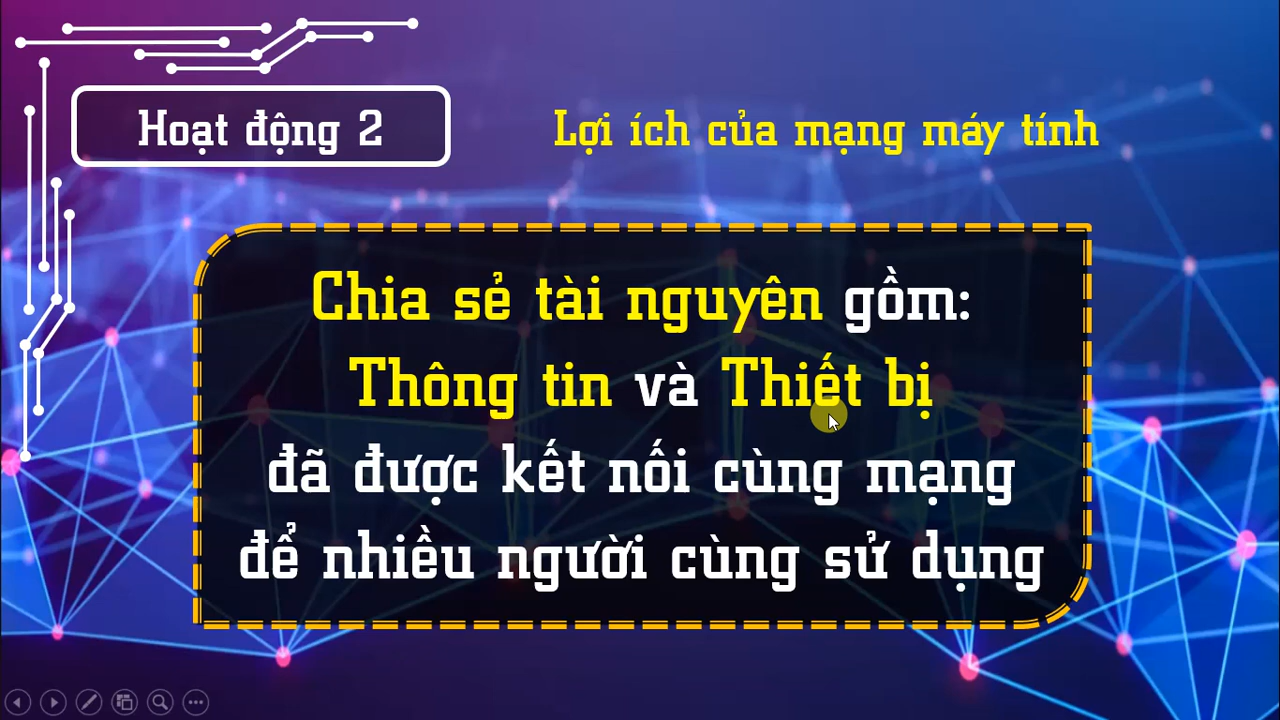 Hoạt động 2
Lợi ích của mạng máy tính
Chia sẻ tài nguyên gồm:
Thông tin và Thiết bị
đã được kết nối cùng mạng
để nhiều người cùng sử dụng